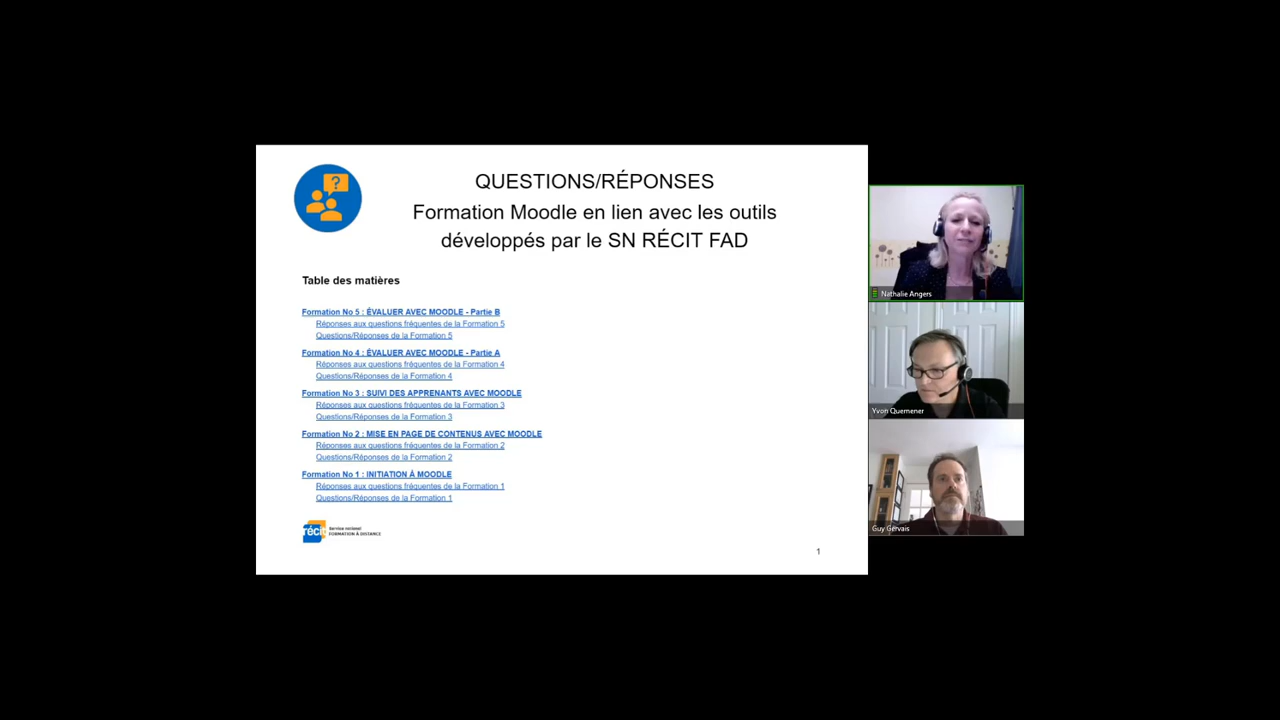 ?
QUESTIONS/RÉPONSES
Formation Moodle en lien avec les outils
développés par le SN RÉCIT FAD
Table des matières
Formation No 5 : ÉVALUER AVEC MOODLE - Partie B
Réponses aux questions fréquentes de la Formation 5
Questions/Réponses de la Formation 5
Formation No 4 : ÉVALUER AVEC MOODLE - Partie A
Réponses aux questions fréquentes de la Formation 4
Questions/Réponses de la Formation 4
Formation No 3 : SUIVI DES APPRENANTS AVEC MOODLE
Réponses aux questions fréquentes de la Formation 3
Questions/Réponses de la Formation 3
Formation No 2 : MISE EN PAGE DE CONTENUS AVEC MOODLE
Réponses aux questions fréquentes de la Formation 2
Questions/Réponses de la Formation 2
Formation No 1 : INITIATION À MOODLE
Réponses aux questions fréquentes de la Formation 1
Questions/Réponses de la Formation 1
récit
Service national
FORMATION À DISTANCE
1
Nathalie Angers
Yvon Quemener
Guy Gervais